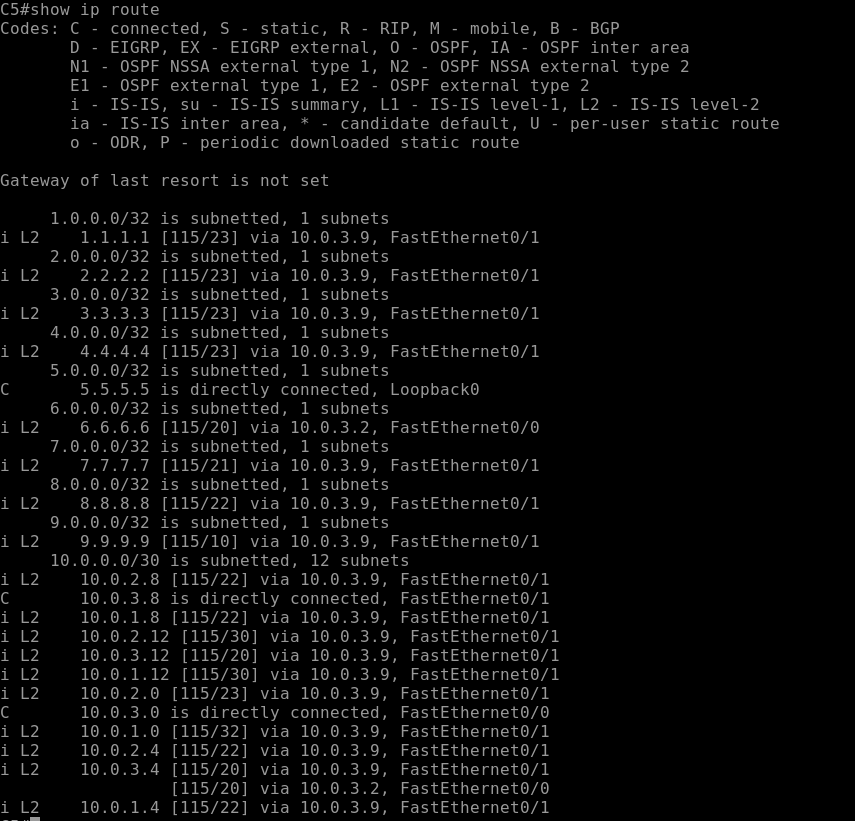 C5#show ip route
Codes: C - connected, S - static, R - RIP, M - mobile, B - BGP
       D - EIGRP, EX - EIGRP external, O - OSPF, IA - OSPF inter area
       N1 - OSPF NSSA external type 1, N2 - OSPF NSSA external type 2
       E1 - OSPF external type 1, E2 - OSPF external type 2
       i - IS-IS, su - IS-IS summary, L1 - IS-IS level-1, L2 - IS-IS level-2
       ia - IS-IS inter area, * - candidate default, U - per-user static route
       o - ODR, P - periodic downloaded static route

Gateway of last resort is not set

     1.0.0.0/32 is subnetted, 1 subnets
i L2    1.1.1.1 [115/23] via 10.0.3.9, FastEthernet0/1
     2.0.0.0/32 is subnetted, 1 subnets
i L2    2.2.2.2 [115/23] via 10.0.3.9, FastEthernet0/1
     3.0.0.0/32 is subnetted, 1 subnets
i L2    3.3.3.3 [115/23] via 10.0.3.9, FastEthernet0/1
     4.0.0.0/32 is subnetted, 1 subnets
i L2    4.4.4.4 [115/23] via 10.0.3.9, FastEthernet0/1
     5.0.0.0/32 is subnetted, 1 subnets
C       5.5.5.5 is directly connected, Loopback0
     6.0.0.0/32 is subnetted, 1 subnets
i L2    6.6.6.6 [115/20] via 10.0.3.2, FastEthernet0/0
     7.0.0.0/32 is subnetted, 1 subnets
i L2    7.7.7.7 [115/21] via 10.0.3.9, FastEthernet0/1
     8.0.0.0/32 is subnetted, 1 subnets
i L2    8.8.8.8 [115/22] via 10.0.3.9, FastEthernet0/1
     9.0.0.0/32 is subnetted, 1 subnets
i L2    9.9.9.9 [115/10] via 10.0.3.9, FastEthernet0/1
     10.0.0.0/30 is subnetted, 12 subnets
i L2    10.0.2.8 [115/22] via 10.0.3.9, FastEthernet0/1
C       10.0.3.8 is directly connected, FastEthernet0/1
i L2    10.0.1.8 [115/22] via 10.0.3.9, FastEthernet0/1
i L2    10.0.2.12 [115/30] via 10.0.3.9, FastEthernet0/1
i L2    10.0.3.12 [115/20] via 10.0.3.9, FastEthernet0/1
i L2    10.0.1.12 [115/30] via 10.0.3.9, FastEthernet0/1
i L2    10.0.2.0 [115/23] via 10.0.3.9, FastEthernet0/1
C       10.0.3.0 is directly connected, FastEthernet0/0
i L2    10.0.1.0 [115/32] via 10.0.3.9, FastEthernet0/1
i L2    10.0.2.4 [115/22] via 10.0.3.9, FastEthernet0/1
i L2    10.0.3.4 [115/20] via 10.0.3.9, FastEthernet0/1
                 [115/20] via 10.0.3.2, FastEthernet0/0
i L2    10.0.1.4 [115/22] via 10.0.3.9, FastEthernet0/1